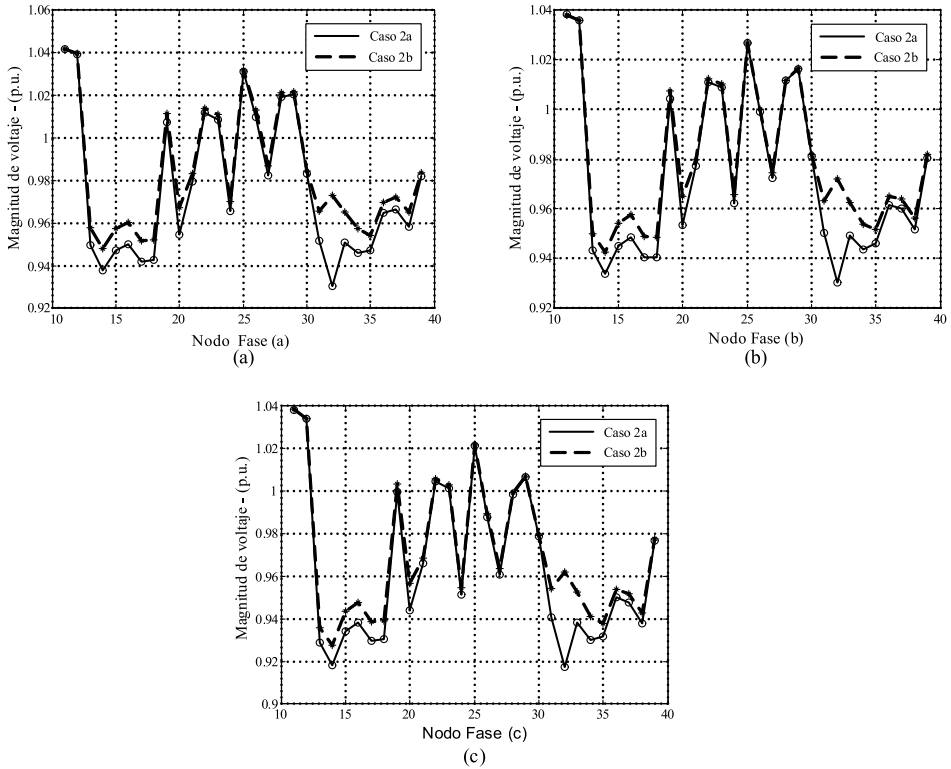 1.06
1.04
1.02
1
0.98
0.96
0.94
0.92
10
15
20
25
30
35
40
Magnitud de voltaje - (p.u.)
Caso 2a
Caso 2b
Nodo Fase (a)
(a)
1.04
1.02
1
0.98
0.96
0.94
0.92
10
15
20
25
30
35
40
Magnitud de voltaje - (p.u.)
Caso 2a
Caso 2b
Nodo Fase (b)
(b)
1.04
1.02
1
0.98
0.96
0.94
0.92
0.9
10
15
20
25
30
35
40
Magnitud de voltaje - (p.u.)
Caso 2a
Caso 2b
Nodo Fase (c)
(c)